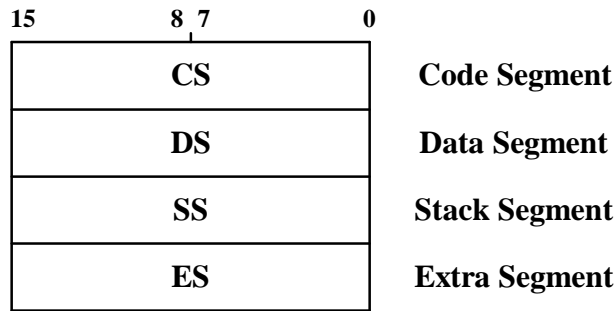 15 8 7 0
CS Code Segment
DS Data Segment
SS Stack Segment
ES Extra Segment